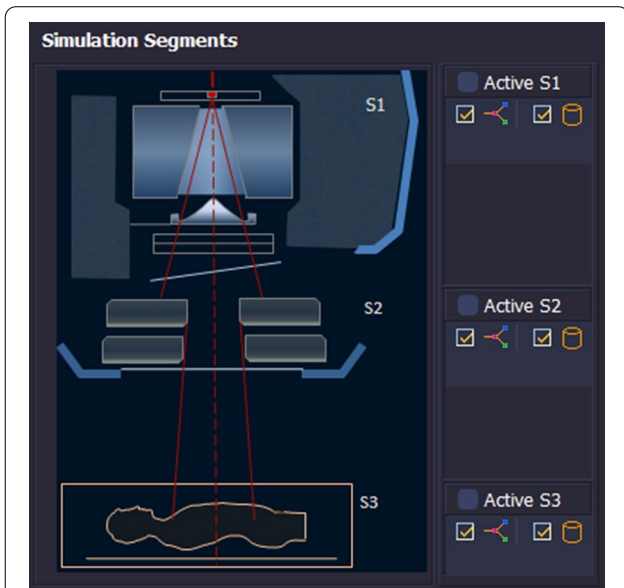 Simulation Segments
S1
Active S1
S2
Active S2
S3
Active S3